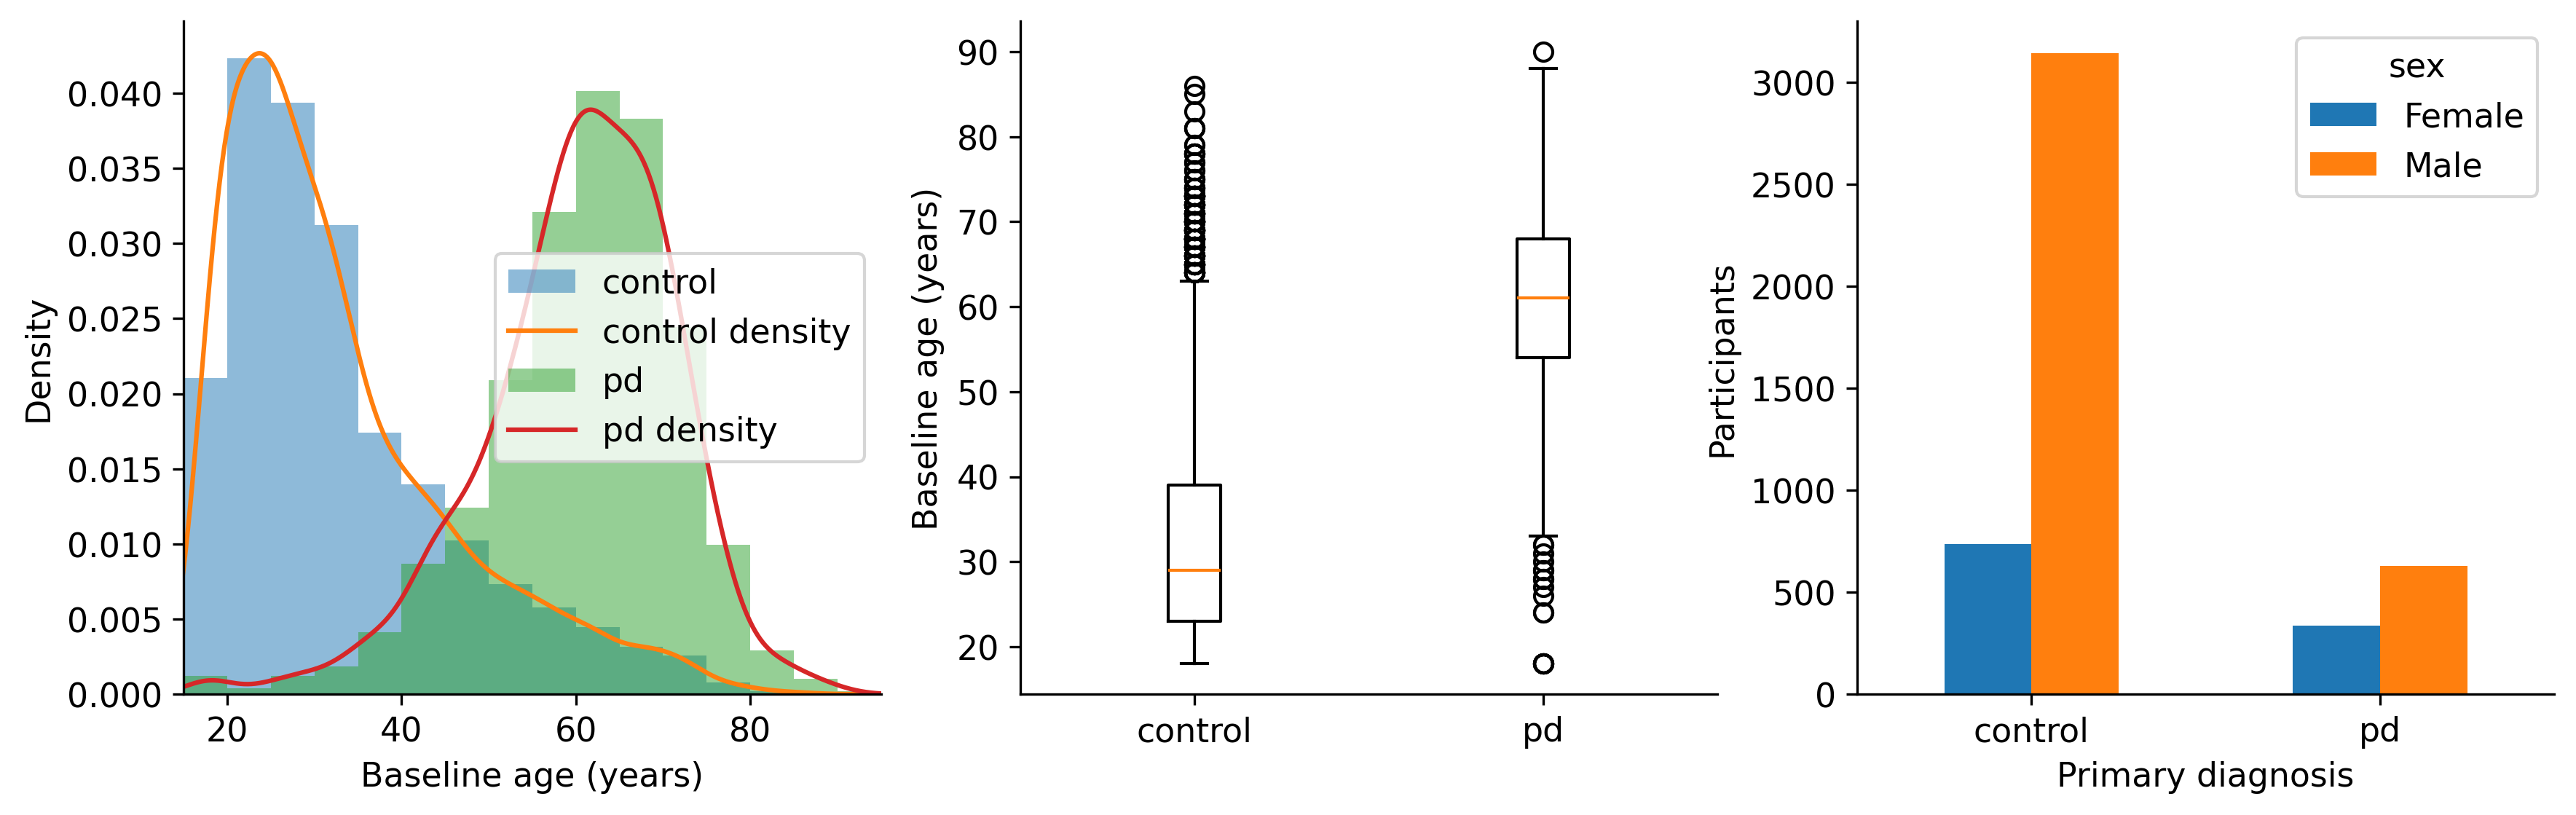 0.040
0.035
0.030
0.025
0.020
0.015
0.010
0.005
0.000
Density
20 40 60 80
Baseline age (years)
control
control density
pd
pd density
90
80
70
60
50
40
30
20
Baseline age (years)
control pd
3000
2500
2000
1500
1000
500
0
Participants
control pd
Primary diagnosis
sex
Female
Male